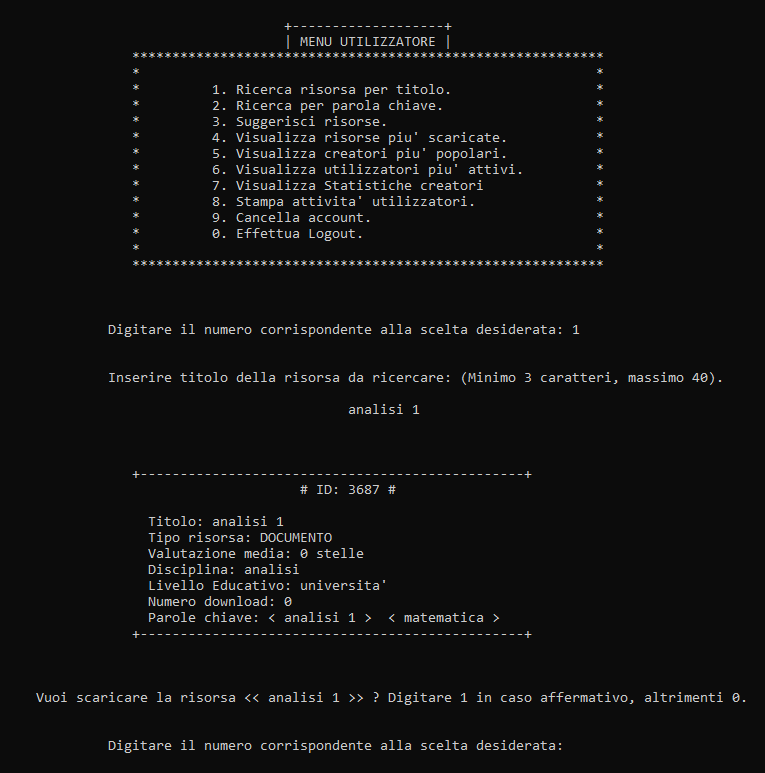 +-------------------+
| MENU UTILIZZATORE |
***********************************************************
*                                                         *
*         1. Ricerca risorsa per titolo.                  *
*         2. Ricerca per parola chiave.                   *
*         3. Suggerisci risorse.                          *
*         4. Visualizza risorse piu' scaricate.           *
*         5. Visualizza creatori piu' popolari.           *
*         6. Visualizza utilizzatori piu' attivi.         *
*         7. Visualizza Statistiche creatori              *
*         8. Stampa attivita' utilizzatori.               *
*         9. Cancella account.                            *
*         0. Effettua Logout.                             *
*                                                         *
***********************************************************
Digitare il numero corrispondente alla scelta desiderata: 1
Inserire titolo della risorsa da ricercare: (Minimo 3 caratteri, massimo 40).
analisi 1
+------------------------------------------------+
# ID: 3687 #
Titolo: analisi 1
Tipo risorsa: DOCUMENTO
Valutazione media: 0 stelle
Disciplina: analisi
Livello Educativo: universita'
Numero download: 0
Parole chiave: < analisi 1 >  < matematica >
+------------------------------------------------+
Vuoi scaricare la risorsa << analisi 1 >> ? Digitare 1 in caso affermativo, altrimenti 0.
Digitare il numero corrispondente alla scelta desiderata: